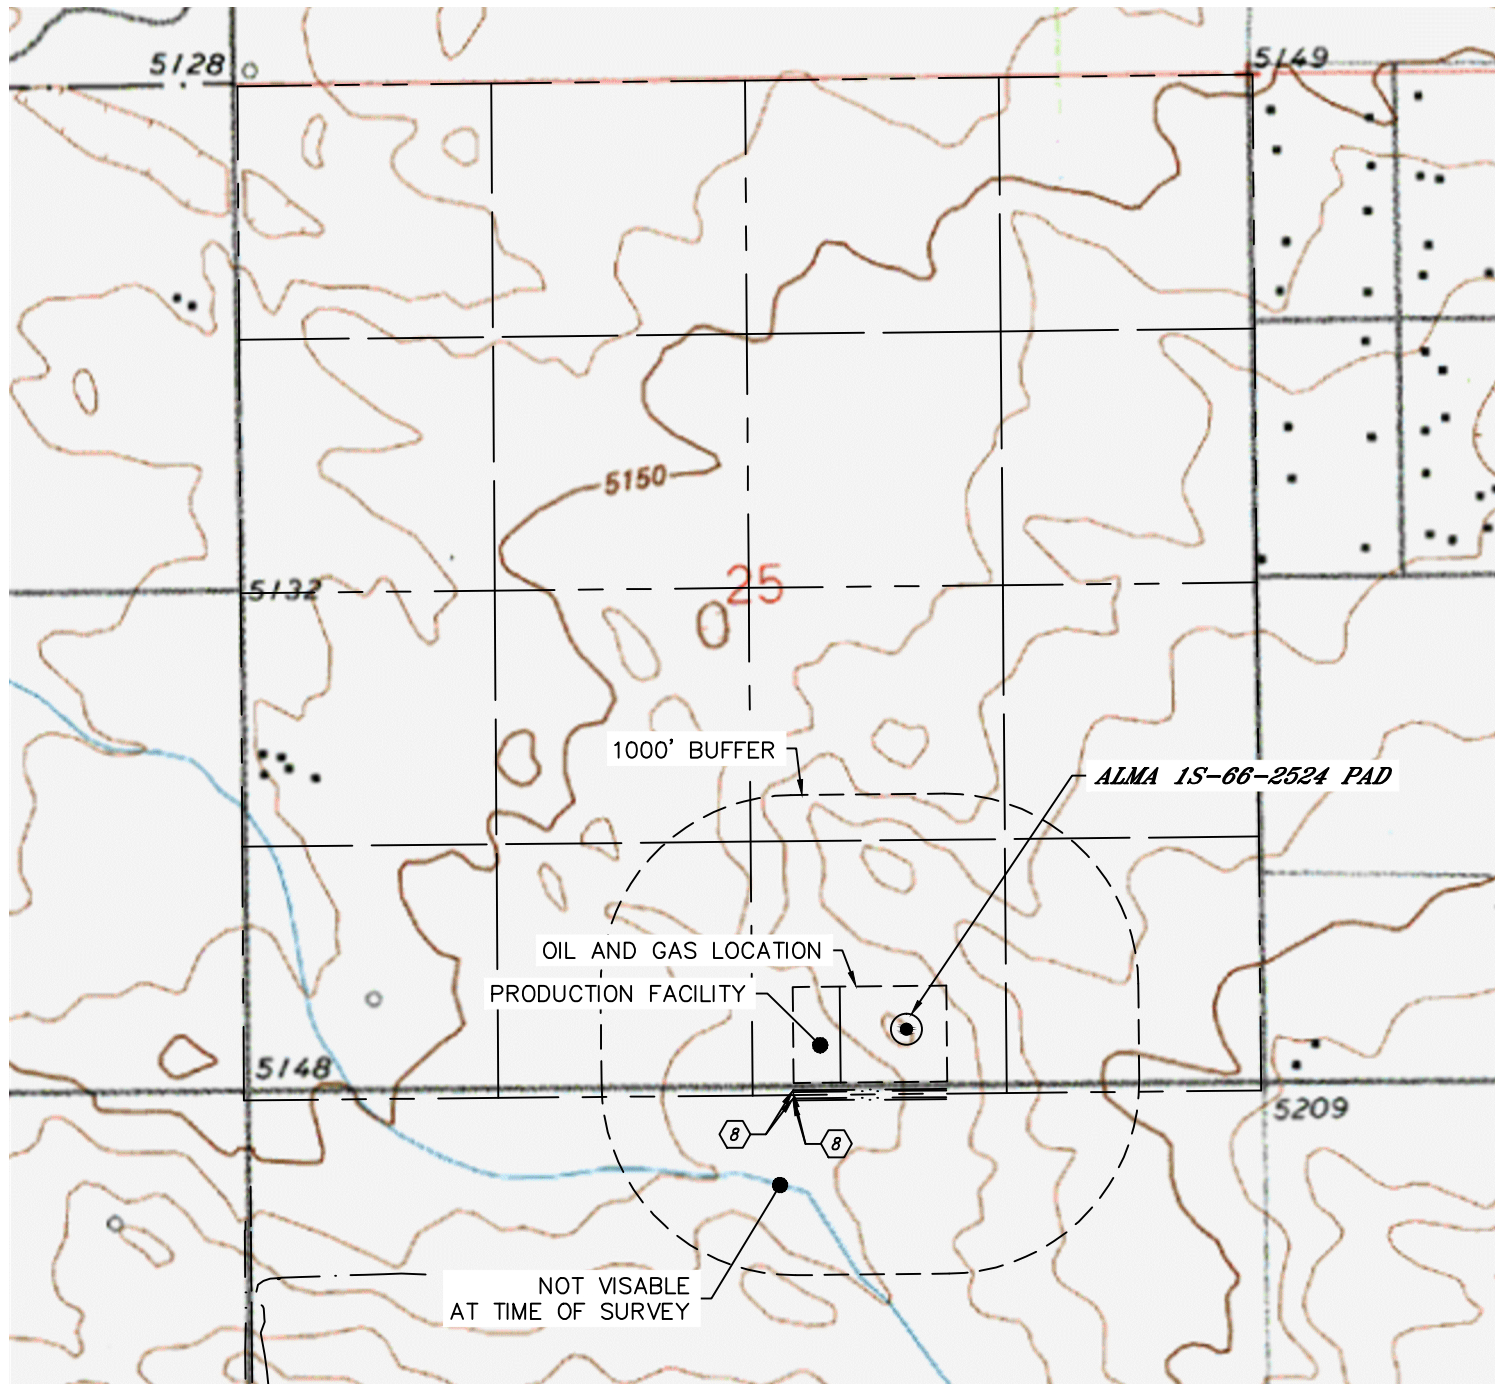 5128
5149
5150
25
5132
1000' BUFFER
ALMA 1S-66-2524 PAD
OIL AND GAS LOCATION
PRODUCTION FACILITY
5148
5209
8
8
NOT VISABLE
AT TIME OF SURVEY